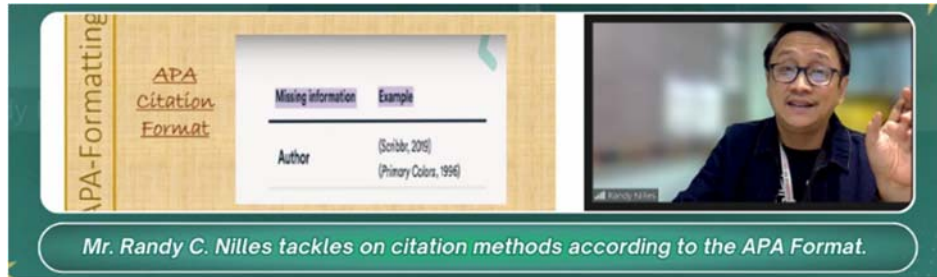 APA-Formatting
APA
Citation
Format
Missing information Example
Author
(Scribbr, 2019)
(Primary Colors, 1996)
Randy Nilles
Mr. Randy C. Nilles tackles on citation methods according to the APA Format.